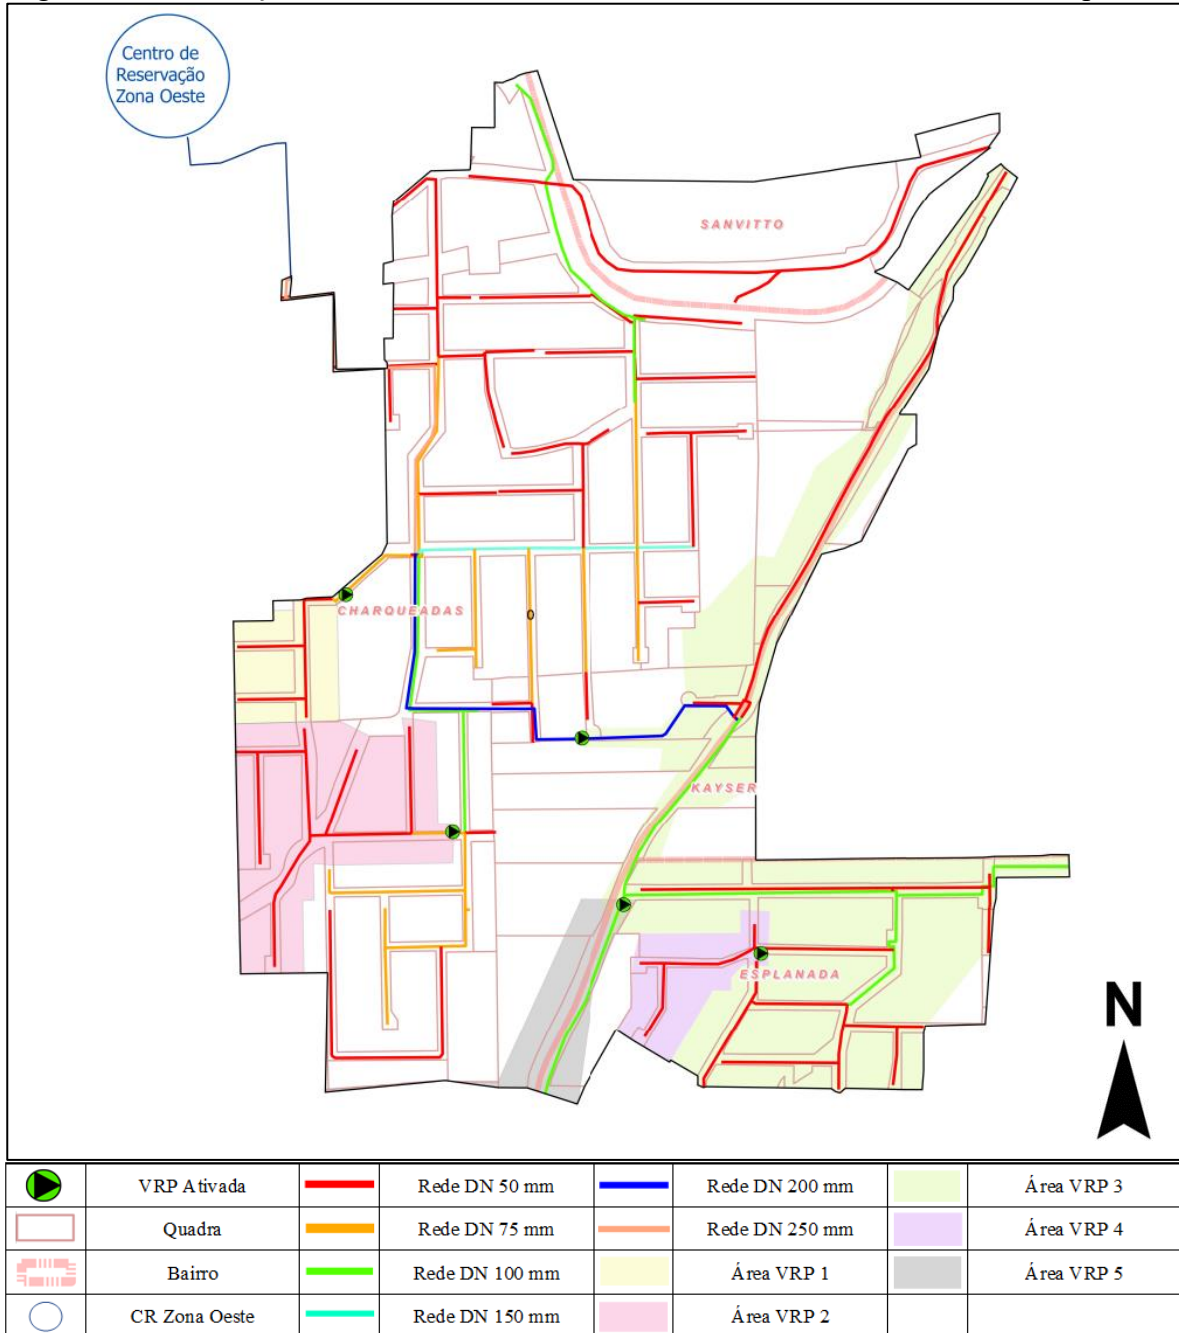 Centro de
Reservação
Zona Oeste
SANVITTO
CHARQUEADAS
KAYSER
ESPLANADA
N
VRP Ativada
Rede DN 50 mm
Rede DN 200 mm
Área VRP 3
Quadra
Rede DN 75 mm
Rede DN 250 mm
Área VRP 4
Bairro
Rede DN 100 mm
Área VRP 1
Área VRP 5
CR Zona Oeste
Rede DN 150 mm
Área VRP 2